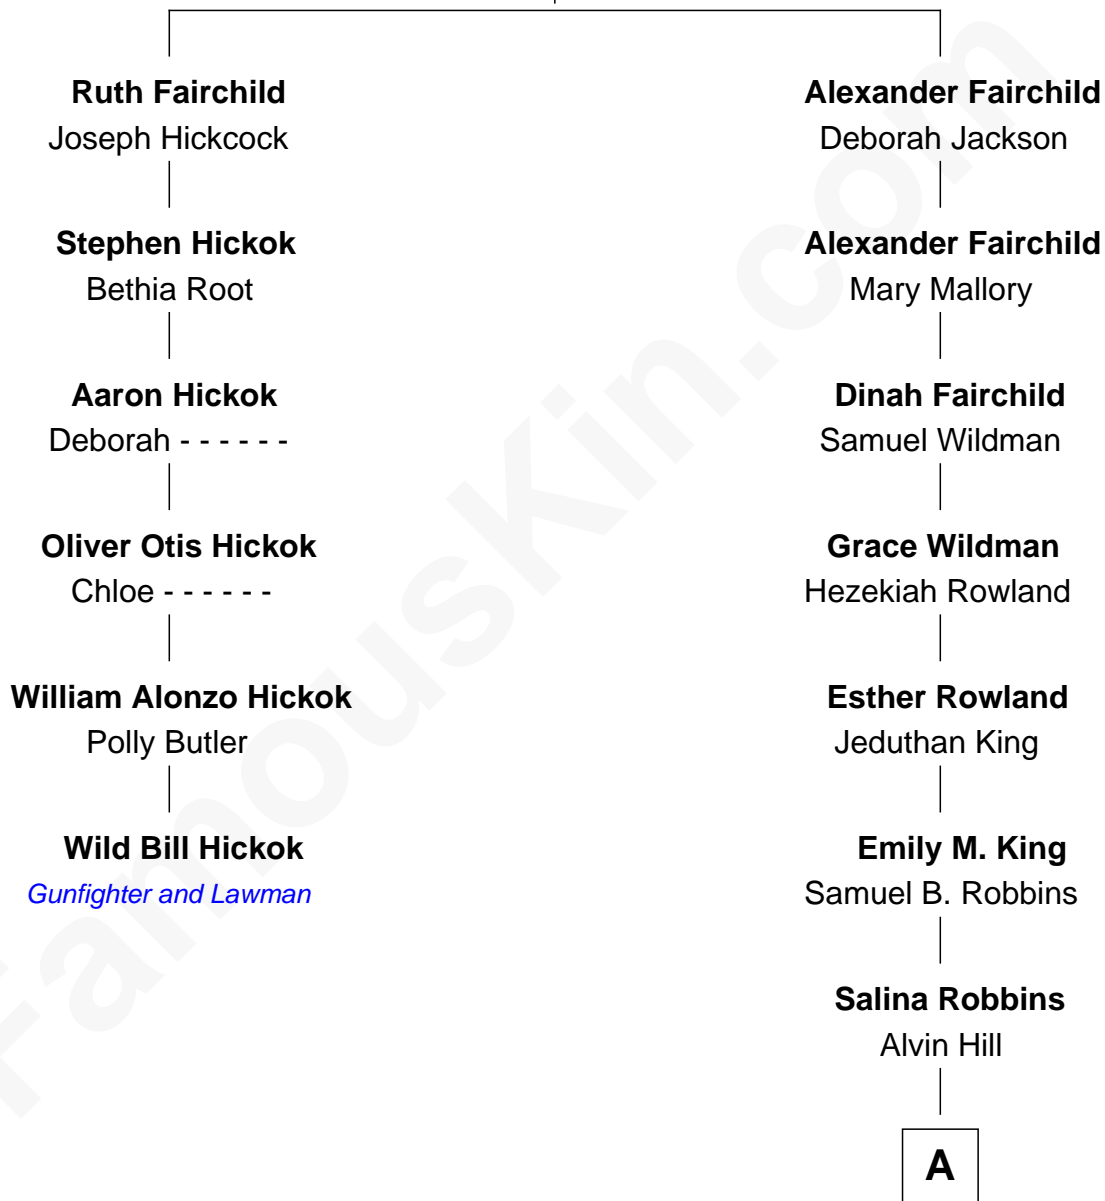 Ruth Fairchild
Joseph Hickcock
Stephen Hickok
Bethia Root
Aaron Hickok
Deborah - - - - - -
Oliver Otis Hickok
Chloe - - - - - -
William Alonzo Hickok
Polly Butler
Wild Bill Hickok
Gunfighter and Lawman
Alexander Fairchild
Deborah Jackson
Alexander Fairchild
Mary Mallory
Dinah Fairchild
Samuel Wildman
Grace Wildman
Hezekiah Rowland
Esther Rowland
Jeduthan King
Emily M. King
Samuel B. Robbins
Salina Robbins
Alvin Hill
A
FamousKin.com